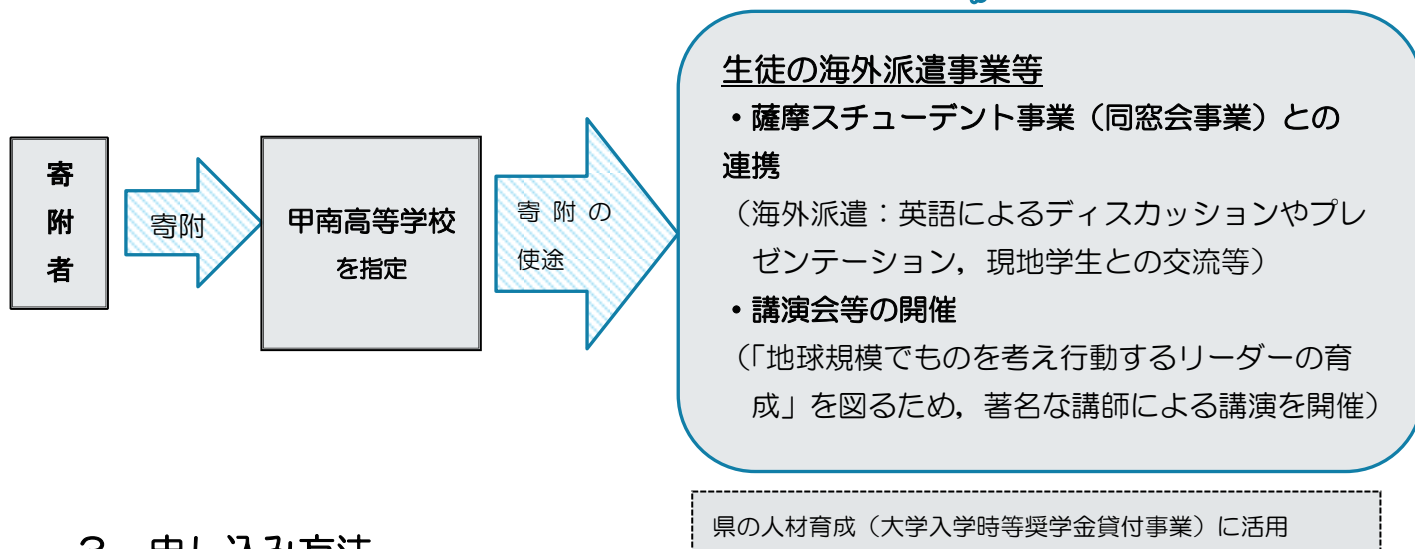 寄附者
寄附
甲南高等学校
を指定
寄附の
使途
生徒の海外派遣事業等
・薩摩スチューデント事業（同窓会事業）との
連携
（海外派遣：英語によるディスカッションやプレ
ゼンテーション，現地学生との交流等）
・講演会等の開催
（「地球規模でものを考え行動するリーダーの育
成」を図るため，著名な講師による講演を開催）
県の人材育成（大学入学時等奨学金貸付事業）に活用
申し込み方法